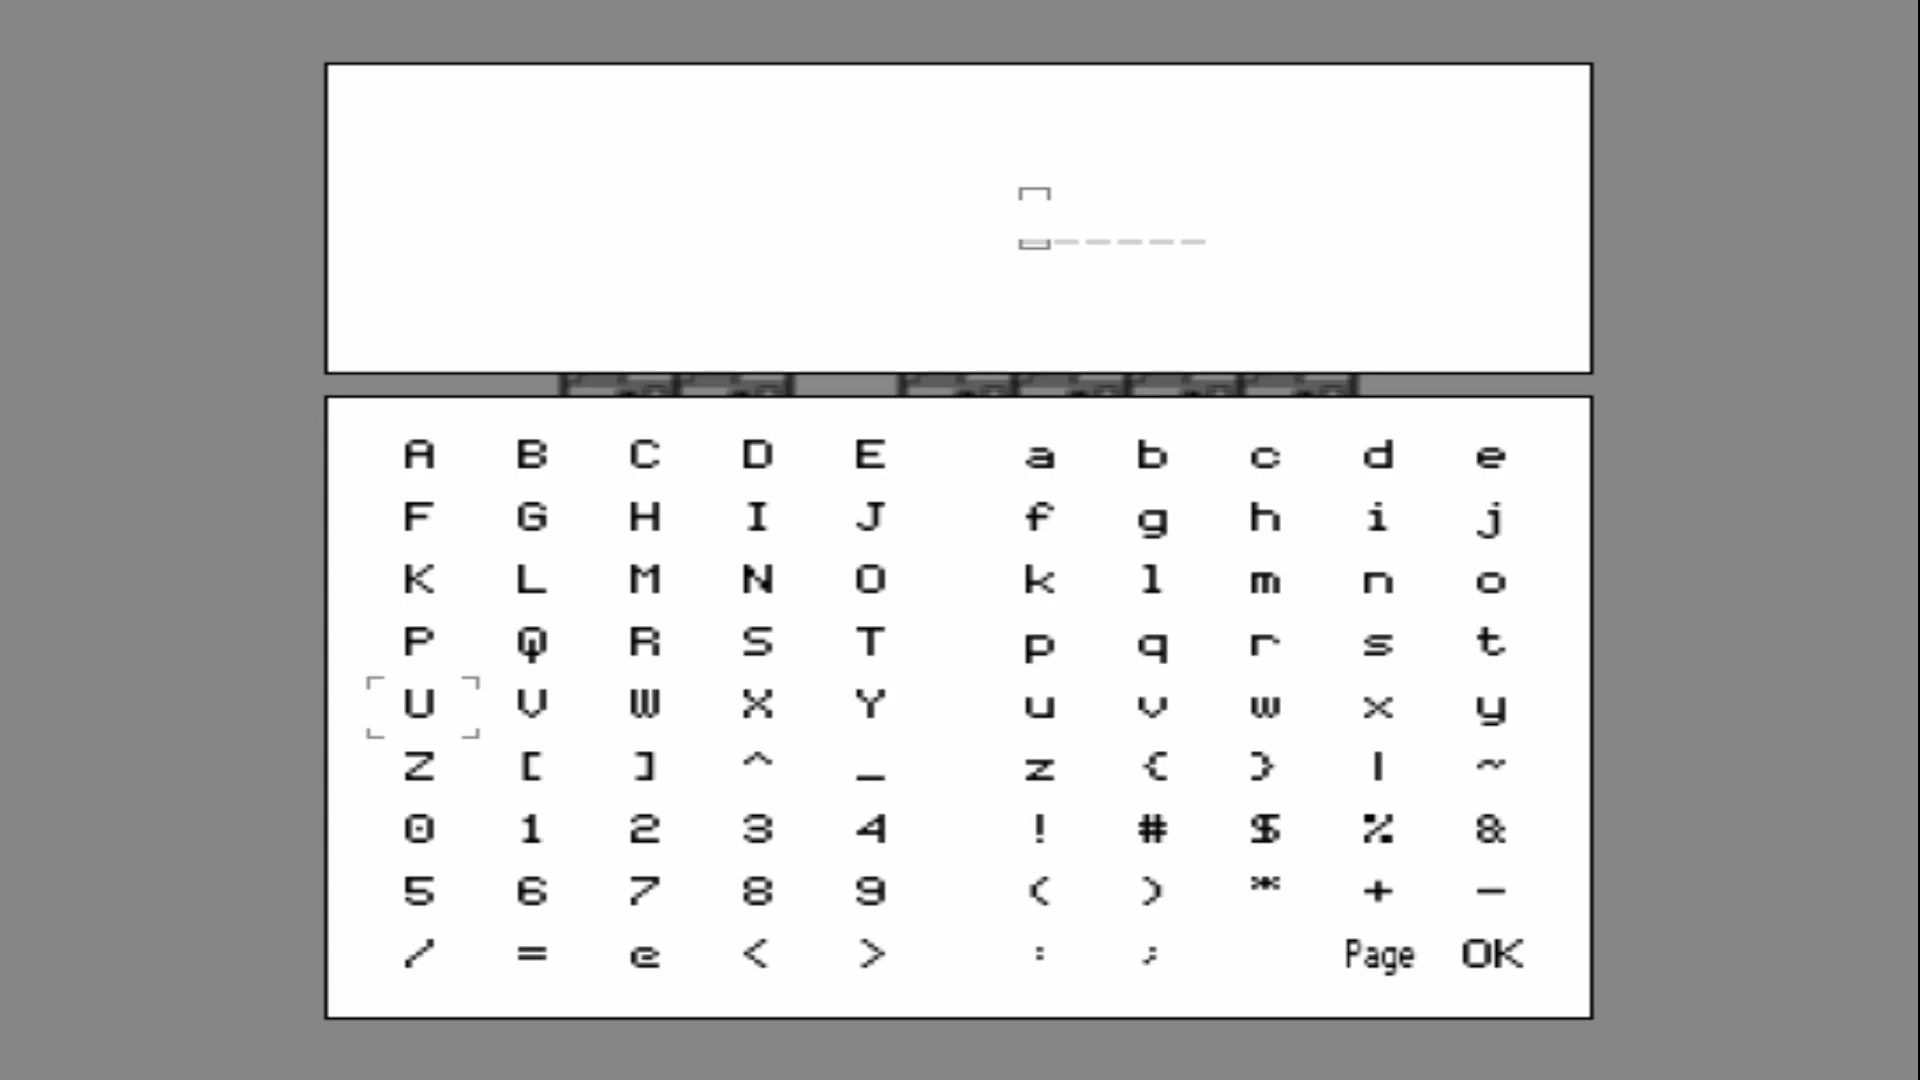 A B C D E a b c d e
F G H I J f g h i j
K L M N O k l m n o
P Q R S T p q r s t
U V W X Y u v w x y
Z [ ] ^ _ z { } | ~
0 1 2 3 4 ! # $ % &
5 6 7 8 9 ( ) * + -
/ = @ < > : ; Page OK